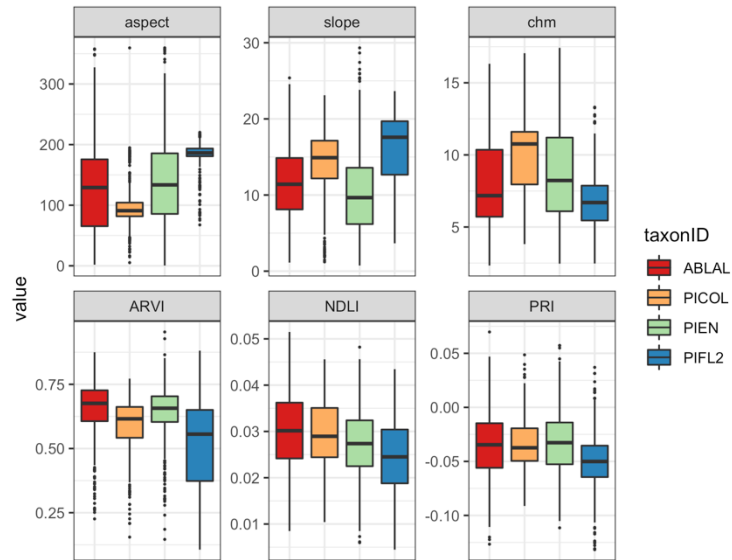 aspect slope chm
300
200
100
0
30
20
10
0
15
10
5
value
taxonID
ABLAL
PICOL
PIEN
PIFL2
ARVI NDLI PRI
0.75
0.50
0.25
0.05
0.04
0.03
0.02
0.01
0.05
0.00
-0.05
-0.10